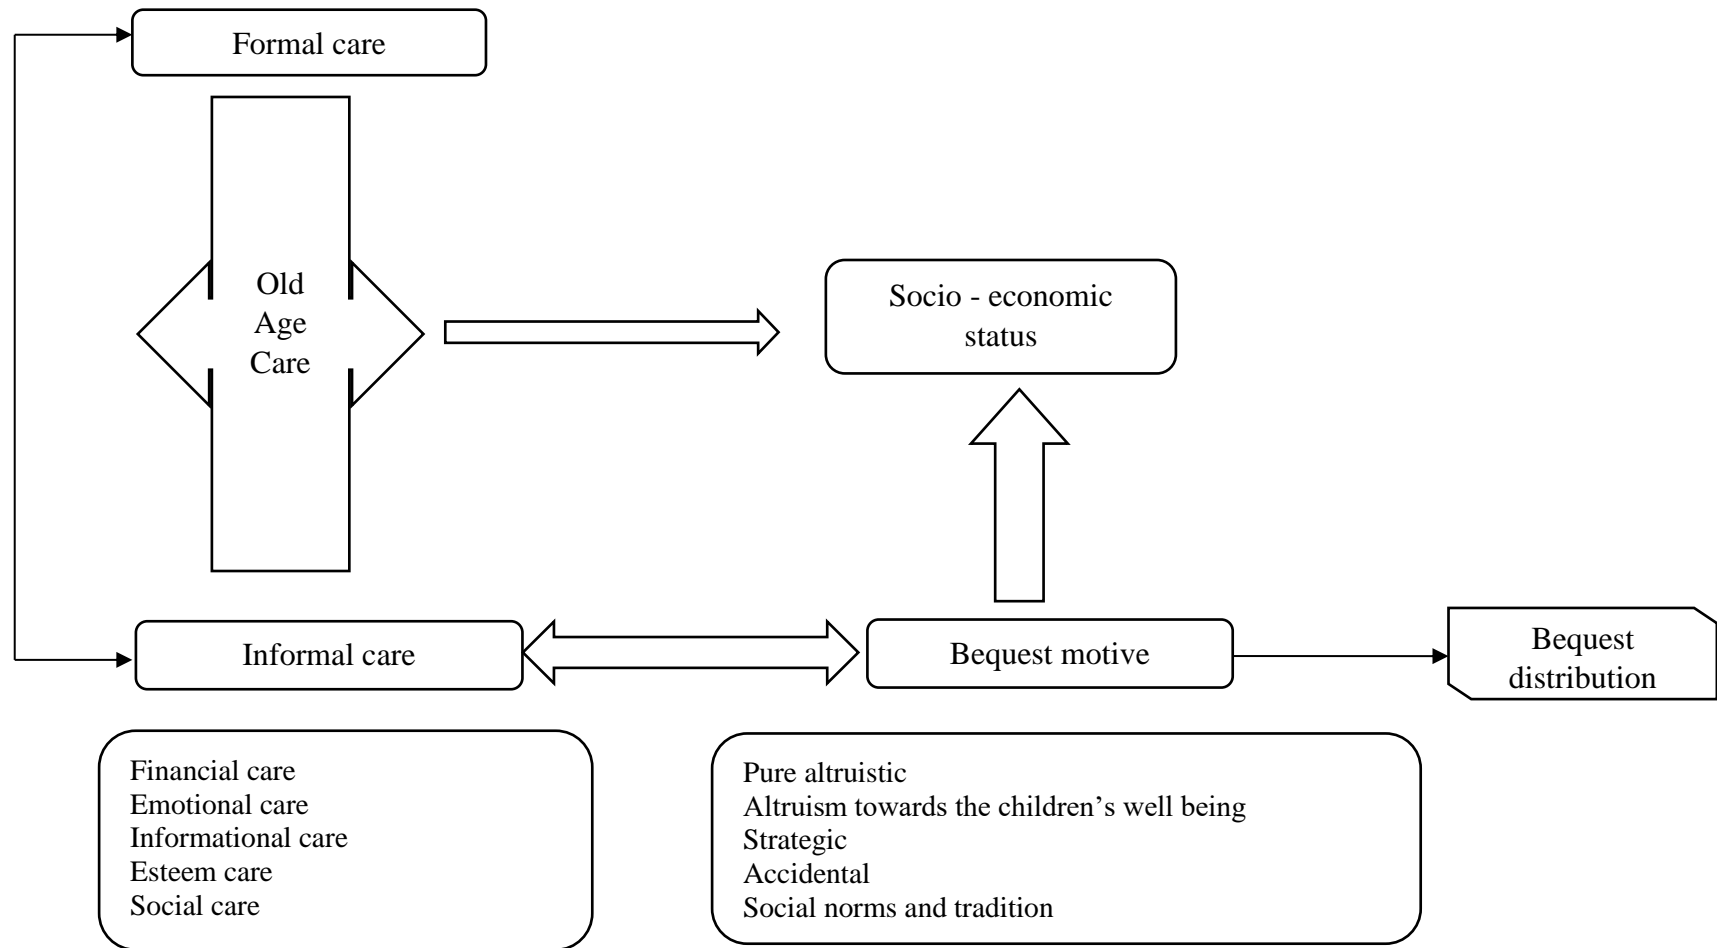 Formal care
Old
Age
Care
Socio - economic
status
Informal care
Bequest motive
Bequest
distribution
Financial care
Emotional care
Informational care
Esteem care
Social care
Pure altruistic
Altruism towards the children’s well being
Strategic
Accidental
Social norms and tradition